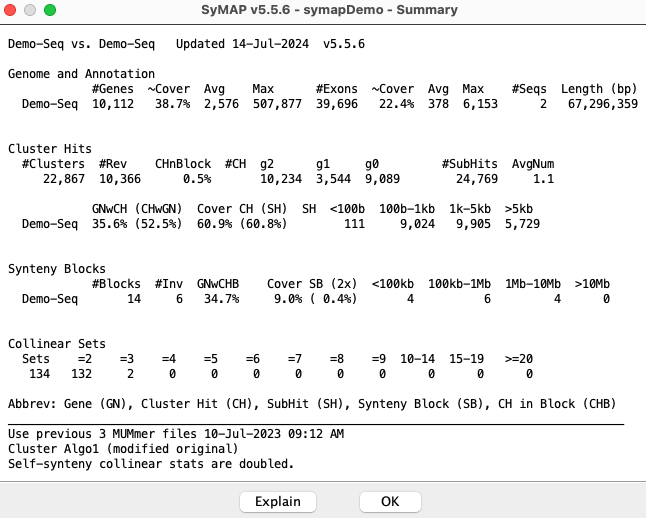 SyMAP v5.5.6 - symapDemo - Summary
Demo-Seq vs. Demo-Seq   Updated 14-Jul-2024  v5.5.6
Genome and Annotation
            #Genes  ~Cover  Avg    Max      #Exons  ~Cover  Avg  Max    #Seqs  Length (bp)
  Demo-Seq  10,112   38.7%  2,576  507,877  39,696   22.4%  378  6,153      2   67,296,359
Cluster Hits
  #Clusters  #Rev    CHnBlock  #CH  g2      g1     g0         #SubHits  AvgNum
     22,867  10,366      0.5%       10,234  3,544  9,089        24,769     1.1
            GNwCH (CHwGN)  Cover CH (SH)  SH  <100b  100b-1kb  1k-5kb  >5kb
  Demo-Seq  35.6% (52.5%)  60.9% (60.8%)        111     9,024   9,905  5,729
Synteny Blocks
            #Blocks  #Inv  GNwCHB    Cover SB (2x)  <100kb  100kb-1Mb  1Mb-10Mb  >10Mb
  Demo-Seq       14     6   34.7%     9.0% ( 0.4%)       4          6         4      0
Collinear Sets
  Sets    =2    =3    =4    =5    =6    =7    =8    =9  10-14  15-19   >=20
   134   132     2     0     0     0     0     0     0      0      0      0
Abbrev: Gene (GN), Cluster Hit (CH), SubHit (SH), Synteny Block (SB), CH in Block (CHB)
Use previous 3 MUMmer files 10-Jul-2023 09:12 AM
Cluster Algo1 (modified original)
Self-synteny collinear stats are doubled.
Explain   OK